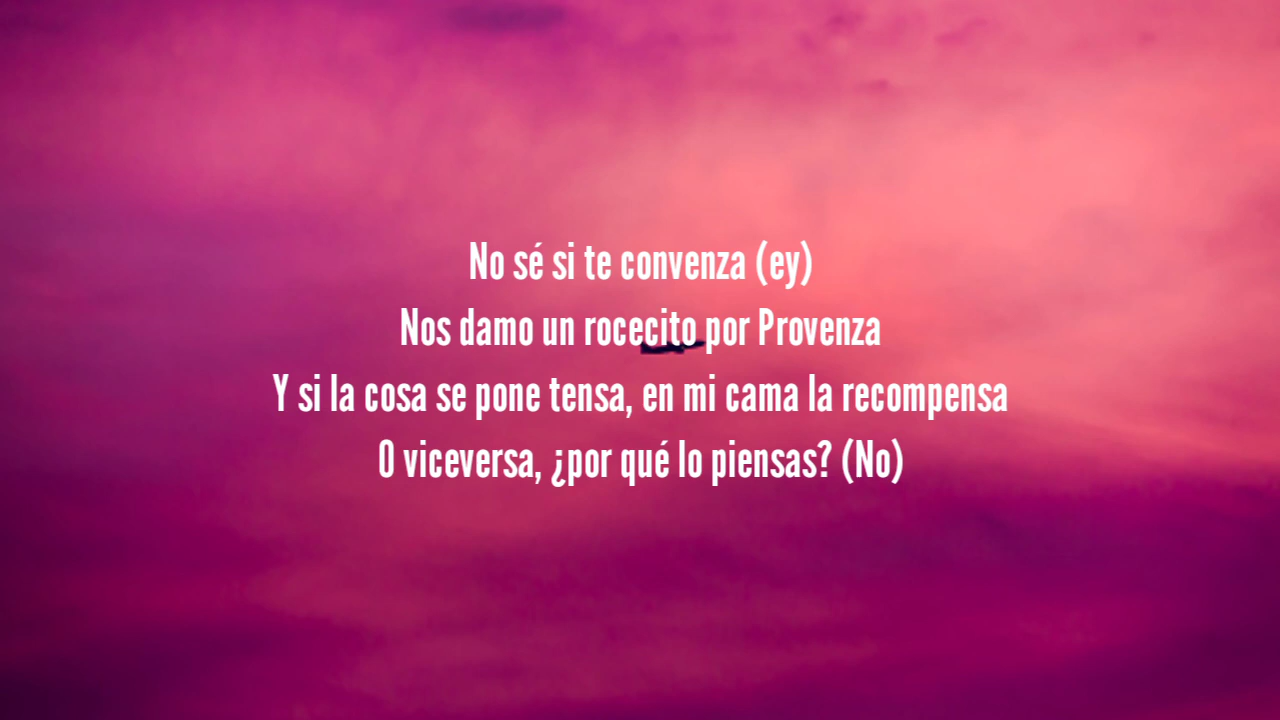 No sé si te convenza (ey)
Nos damo un rocecito por Provenza
Y si la cosa se pone tensa, en mi cama la recompensa
O viceversa, ¿por qué lo piensas? (No)